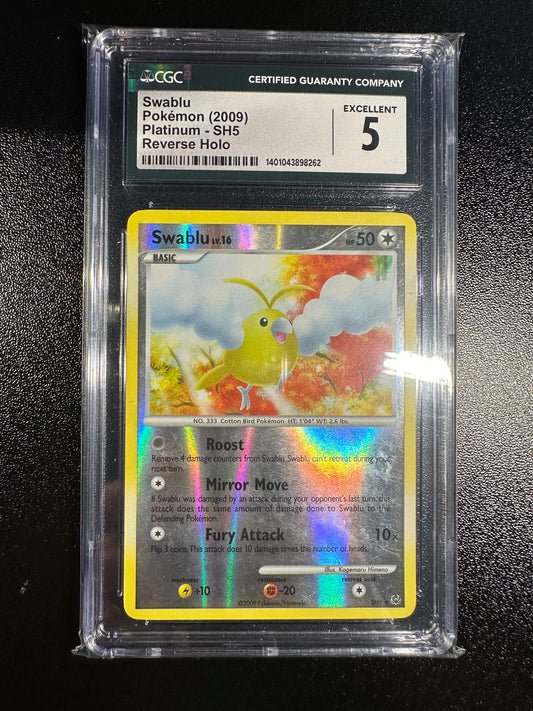 CGC
CERTIFIED GUARANTY COMPANY
Swablu
Pokémon (2009)
Platinum - SH5
Reverse Holo
EXCELLENT
5
1401043898262
Swablu LV.16
HP 50
BASIC
NO. 333 Cotton Bird Pokémon HT: 1'04" WT: 2.6 lbs.
Roost
Remove 4 damage counters from Swablu. Swablu can't retreat during your
next turn.
Mirror Move
If Swablu was damaged by an attack during your opponent's last turn, this
attack does the same amount of damage done to Swablu to the
Defending Pokémon.
Fury Attack 10x
Flip 3 coins. This attack does 10 damage times the number of heads.
Illus. Kagemaru Himeno
weakness resistance retreat cost
+10 -20
©2009 Pokémon/Nintendo